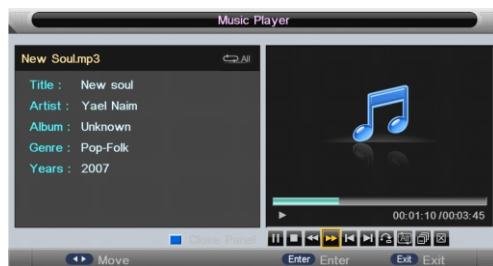 Music Player
New Soul.mp3
All
Title : New soul
Artist : Yael Naim
Album : Unknown
Genre : Pop-Folk
Years : 2007
00:01:10 /00:03:45
Close Panel
Move
Enter Enter
Exit Exit